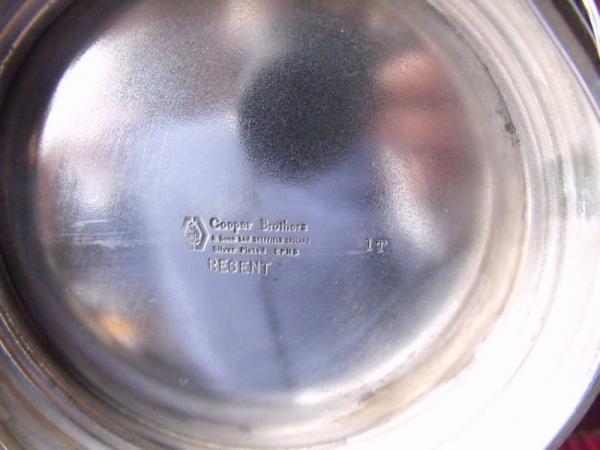 Cooper Brothers
& Sons Ltd SHEFFIELD ENGLAND
Silver Plated EPNS 1T
REGENT